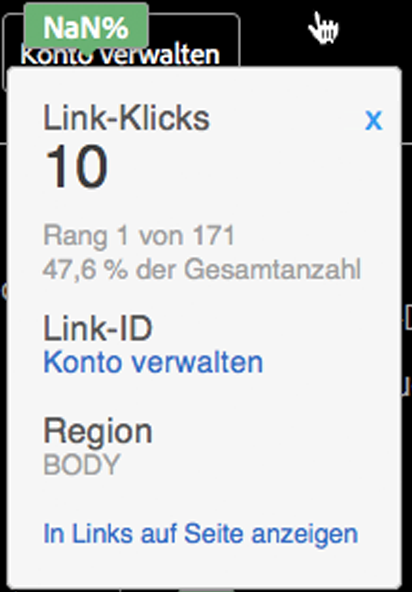 NaN%
Konto verwalten
Link-Klicks
x
10
Rang 1 von 171
47,6 % der Gesamtanzahl
Link-ID
Konto verwalten
Region
BODY
In Links auf Seite anzeigen